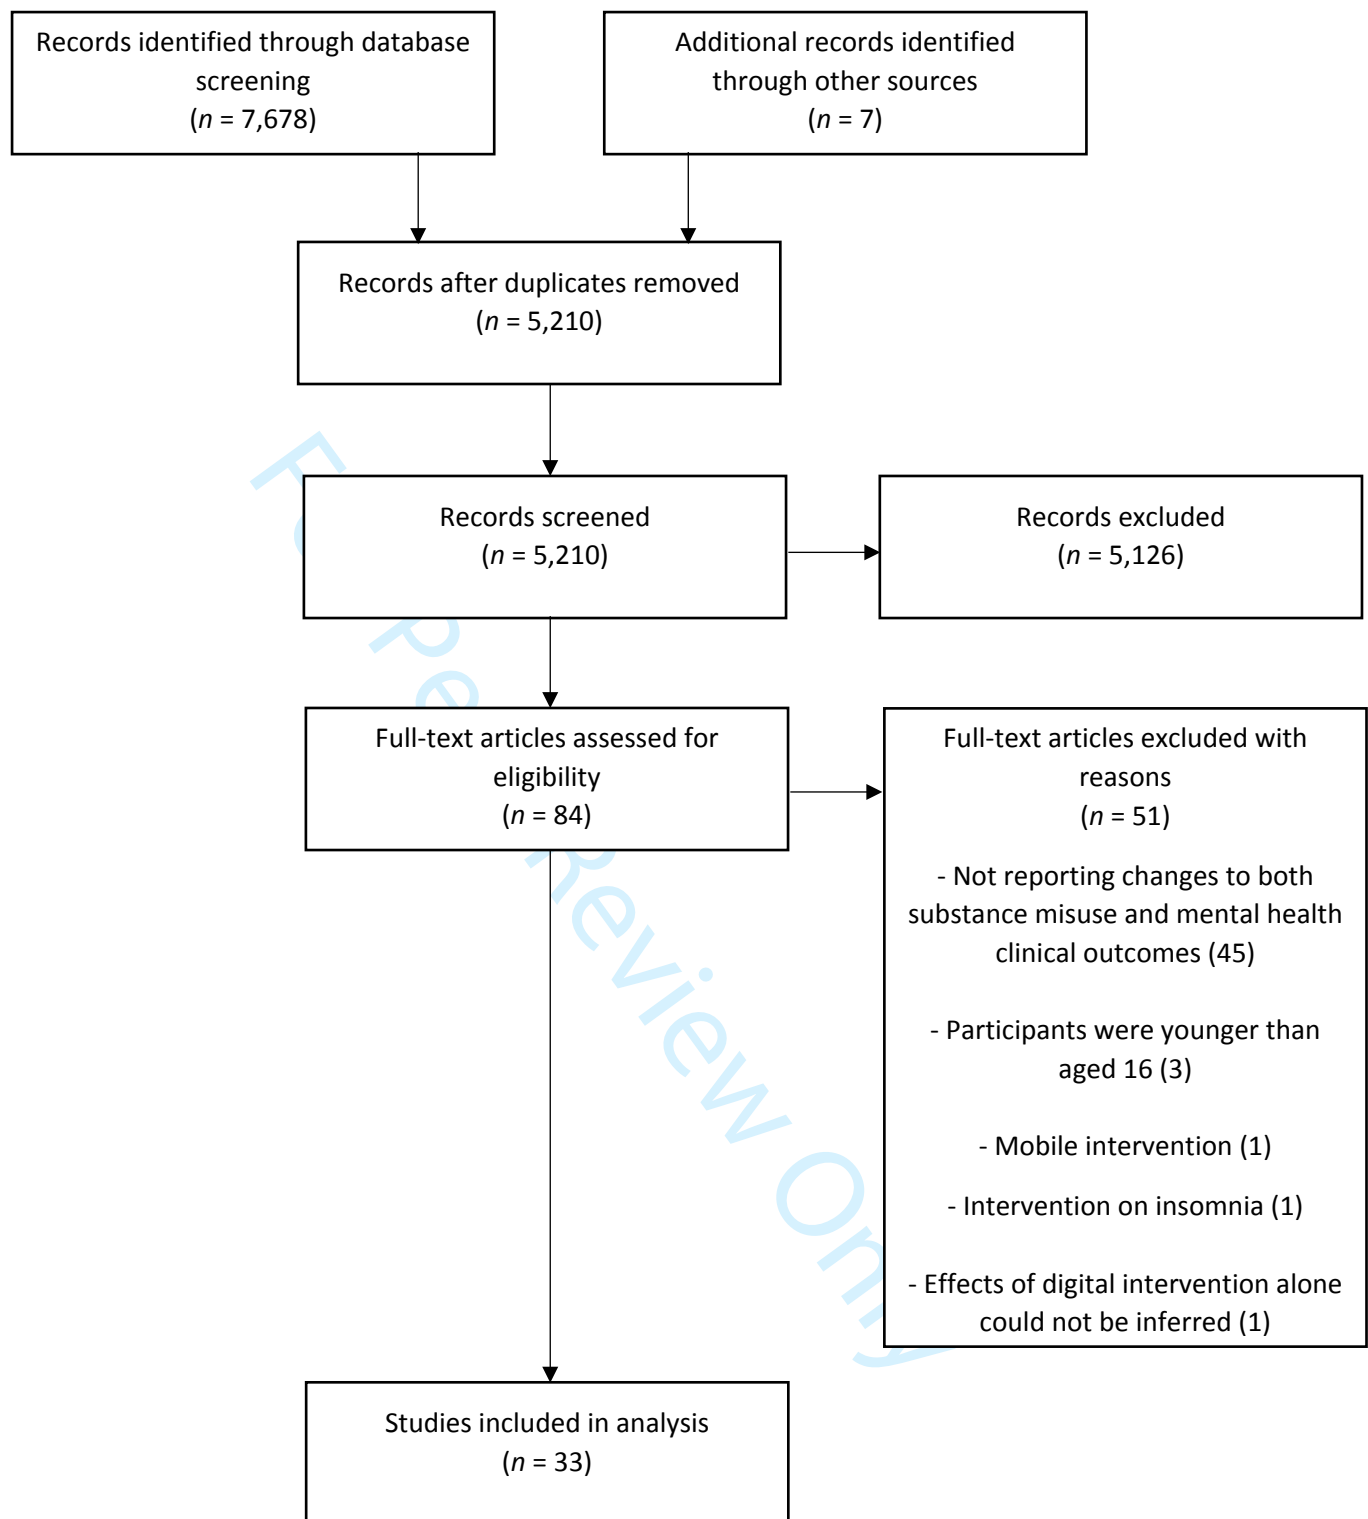 Records identified through database
screening
(n = 7,678)
Additional records identified
through other sources
(n = 7)
Records after duplicates removed
(n = 5,210)
Records screened
(n = 5,210)
Records excluded
(n = 5,126)
Full-text articles assessed for
eligibility
(n = 84)
Full-text articles excluded with
reasons
(n = 51)
- Not reporting changes to both
substance misuse and mental health
clinical outcomes (45)
- Participants were younger than
aged 16 (3)
- Mobile intervention (1)
- Intervention on insomnia (1)
- Effects of digital intervention alone
could not be inferred (1)
Studies included in analysis
(n = 33)
For Peer Review Only